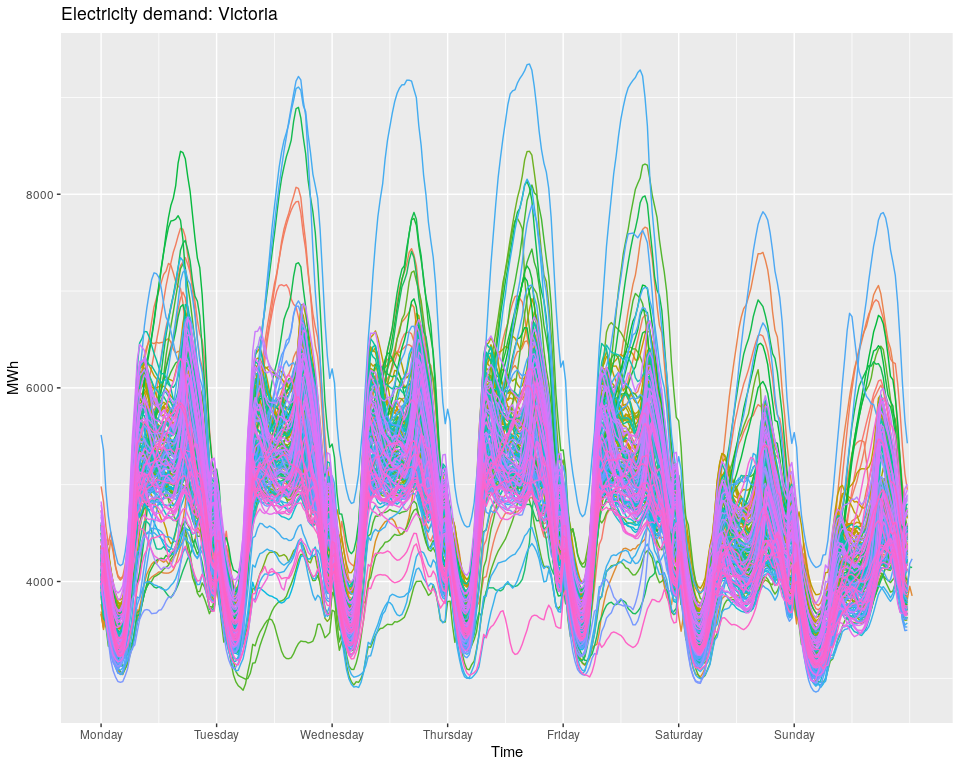 Electricity demand: Victoria
MWh
8000
6000
4000
Monday Tuesday Wednesday Thursday Friday Saturday Sunday
Time